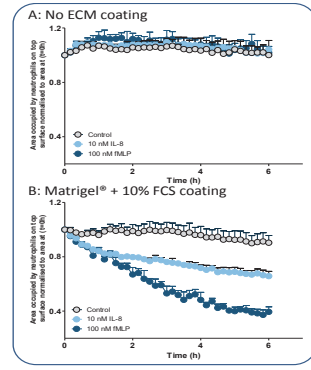 A: No ECM coating
Area occupied by neutrophils on top
surface normalised to area at (t=0h)
1.2
0.8
0.4
Control
10 nM IL-8
100 nM fMLP
0
2
4
6
Time (h)
B: Matrigel® + 10% FCS coating
Area occupied by neutrophils on top
surface normalised to area at (t=0h)
1.2
0.8
0.4
Control
10 nM IL-8
100 nM fMLP
0
2
4
6
Time (h)